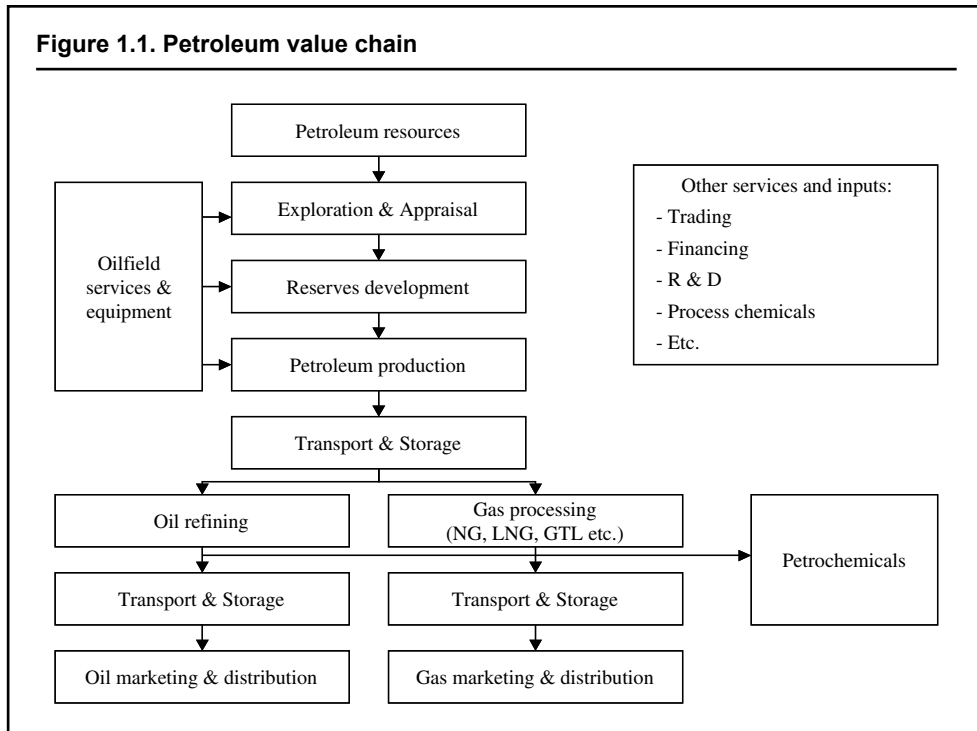 Figure 1.1. Petroleum value chain
Petroleum resources
Other services and inputs:
- Trading
- Financing
- R & D
- Process chemicals
- Etc.
Oilfield
services &
equipment
Exploration & Appraisal
Reserves development
Petroleum production
Transport & Storage
Oil refining
Gas processing
(NG, LNG, GTL etc.)
Petrochemicals
Transport & Storage
Transport & Storage
Oil marketing & distribution
Gas marketing & distribution